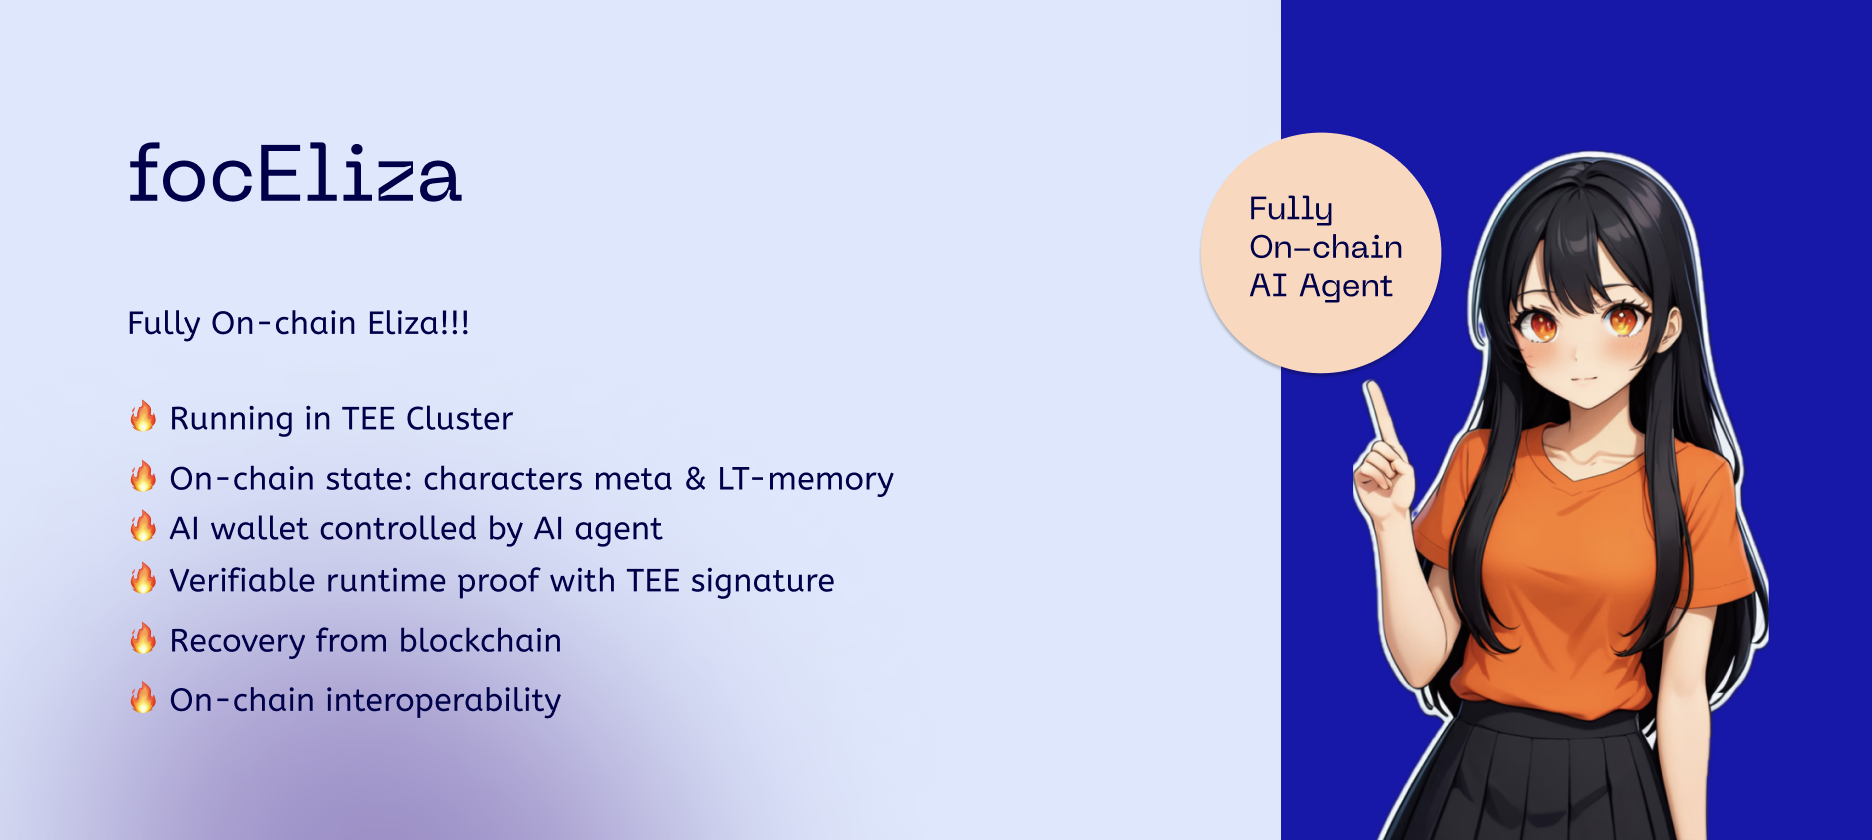 focEliza
Fully On-chain Eliza!!!
🔥 Running in TEE Cluster
🔥 On-chain state: characters meta & LT-memory
🔥 AI wallet controlled by AI agent
🔥 Verifiable runtime proof with TEE signature
🔥 Recovery from blockchain
🔥 On-chain interoperability
Fully
On-chain
AI Agent